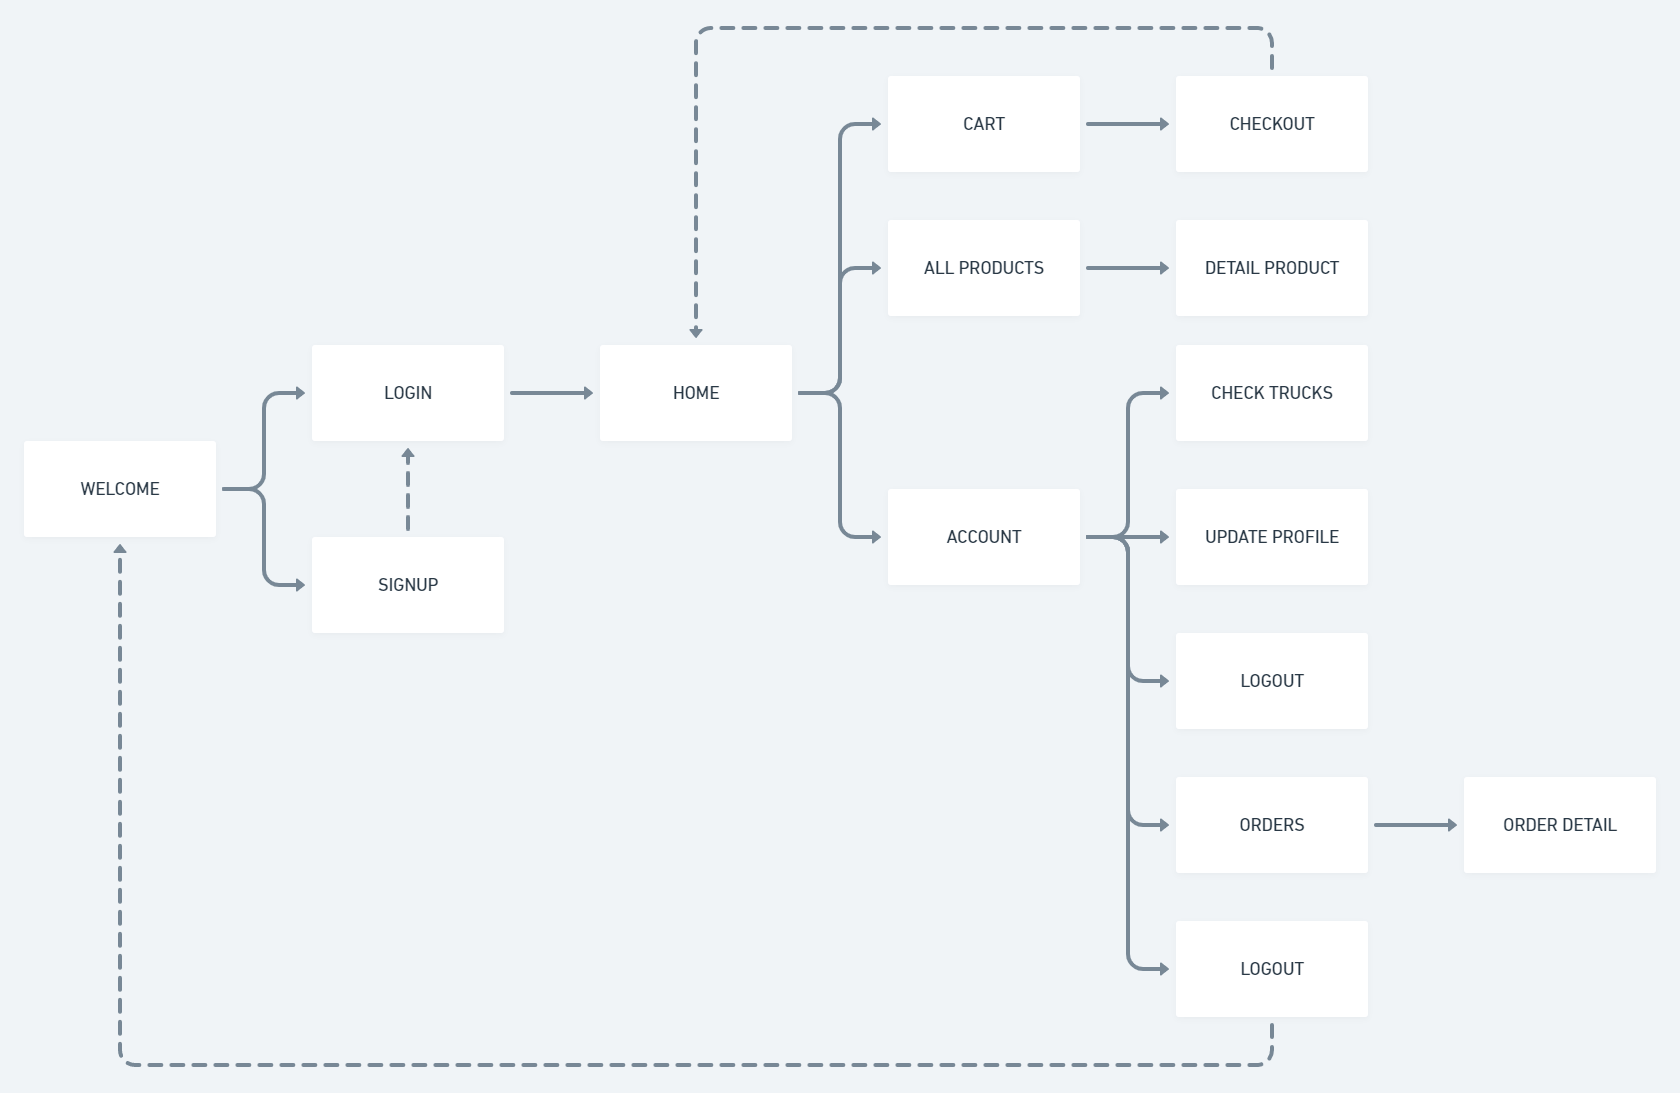 CART
CHECKOUT
ALL PRODUCTS
DETAIL PRODUCT
LOGIN
HOME
CHECK TRUCKS
WELCOME
ACCOUNT
UPDATE PROFILE
SIGNUP
LOGOUT
ORDERS
ORDER DETAIL
LOGOUT